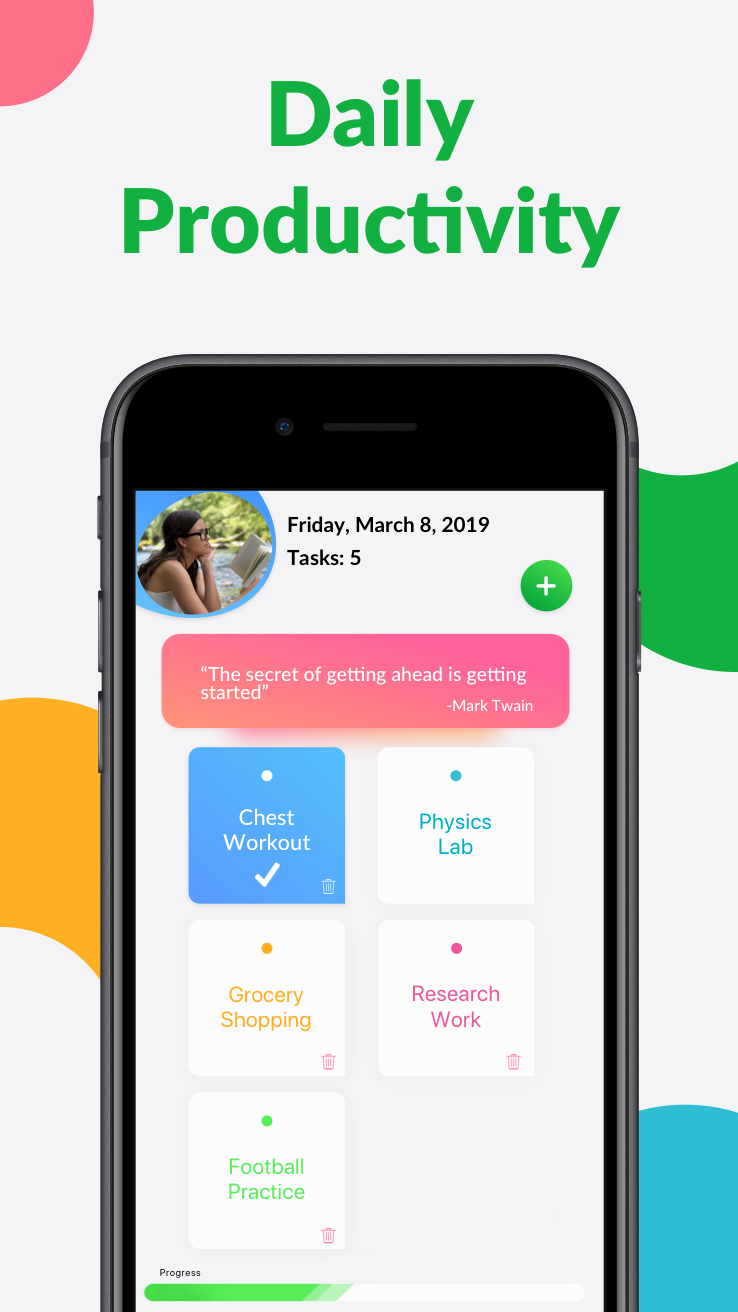 Daily
Productivity
Friday, March 8, 2019
Tasks: 5
“The secret of getting ahead is getting
started”
-Mark Twain
Chest
Workout
Physics
Lab
Grocery
Shopping
Research
Work
Football
Practice
Progress